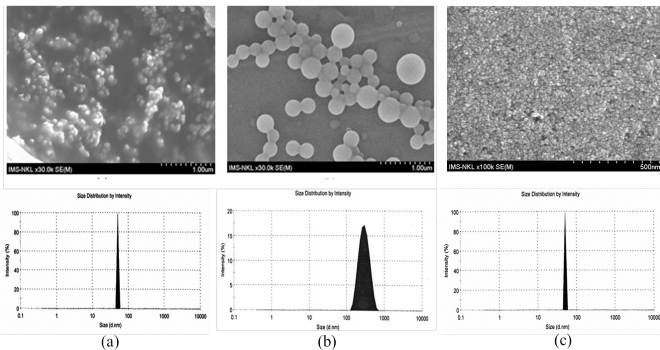 IMS-NKL x30.0k SE(M) 1.00um
IMS-NKL x30.0k SE(M) 1.00um
IMS-NKL x100k SE(M) 500nm
Size Distribution by Intensity
Intensity (%)
100
80
60
40
20
0
0.1 1 10 100 1000 10000
Size (d.nm)
Size Distribution by Intensity
Intensity (%)
20
15
10
5
0
0.1 1 10 100 1000 10000
Size (d.nm)
Size Distribution by Intensity
Intensity (%)
100
80
60
40
20
0
0.1 1 10 100 1000 10000
Size (d.nm)
(a) (b) (c)